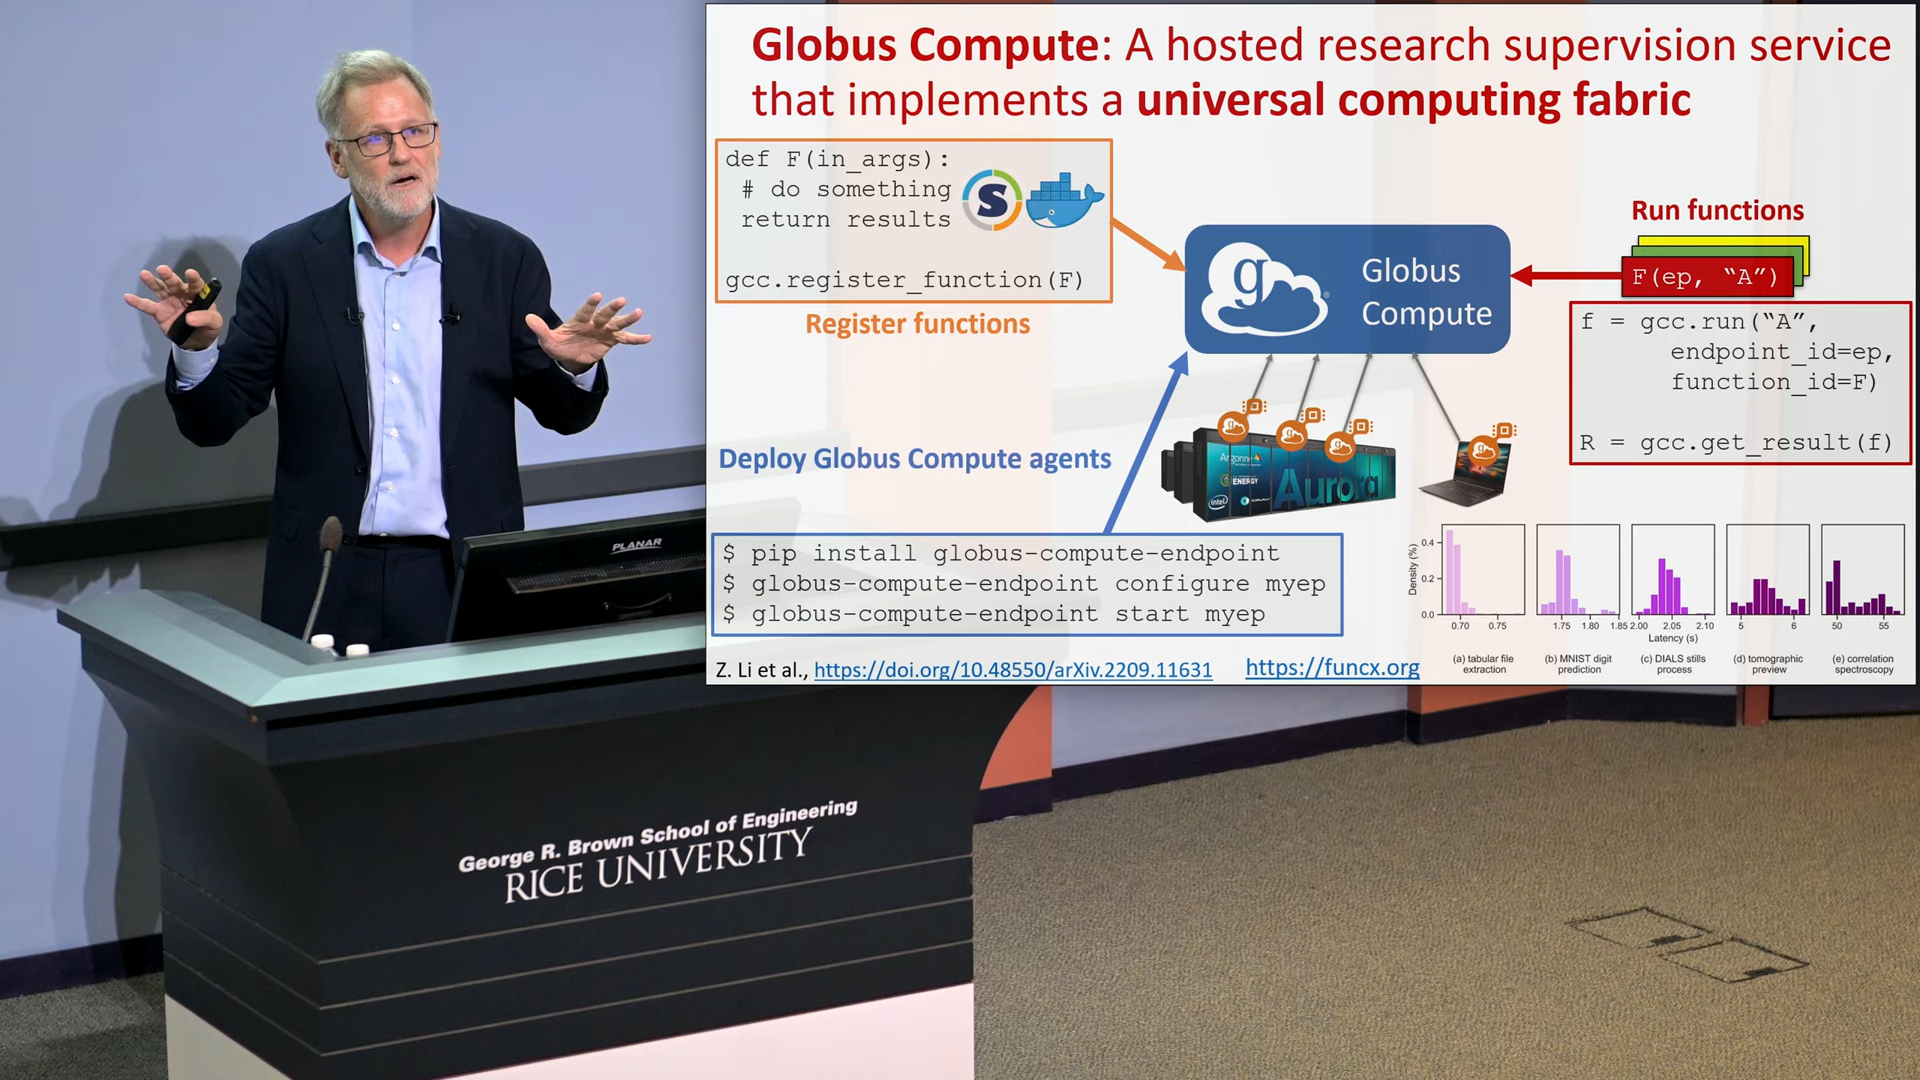 Globus Compute: A hosted research supervision service
that implements a universal computing fabric
def F(in_args):
# do something
return results
gcc.register_function(F)
S
Register functions
g
Globus
Compute
Run functions
F(ep, “A”)
f = gcc.run(“A”,
endpoint_id=ep,
function_id=F)
R = gcc.get_result(f)
Deploy Globus Compute agents
Argonne
ENERGY
intel
Aurora
$ pip install globus-compute-endpoint
$ globus-compute-endpoint configure myep
$ globus-compute-endpoint start myep
Density (%)
0.4
0.2
0.0
0.70 0.75
1.75 1.80 1.85
2.00 2.05 2.10
5 6
50 55
Latency (s)
(a) tabular file
extraction
(b) MNIST digit
prediction
(c) DIALS stills
process
(d) tomographic
preview
(e) correlation
spectroscopy
Z. Li et al., https://doi.org/10.48550/arXiv.2209.11631 https://funcx.org
PLANAR
George R. Brown School of Engineering
RICE UNIVERSITY